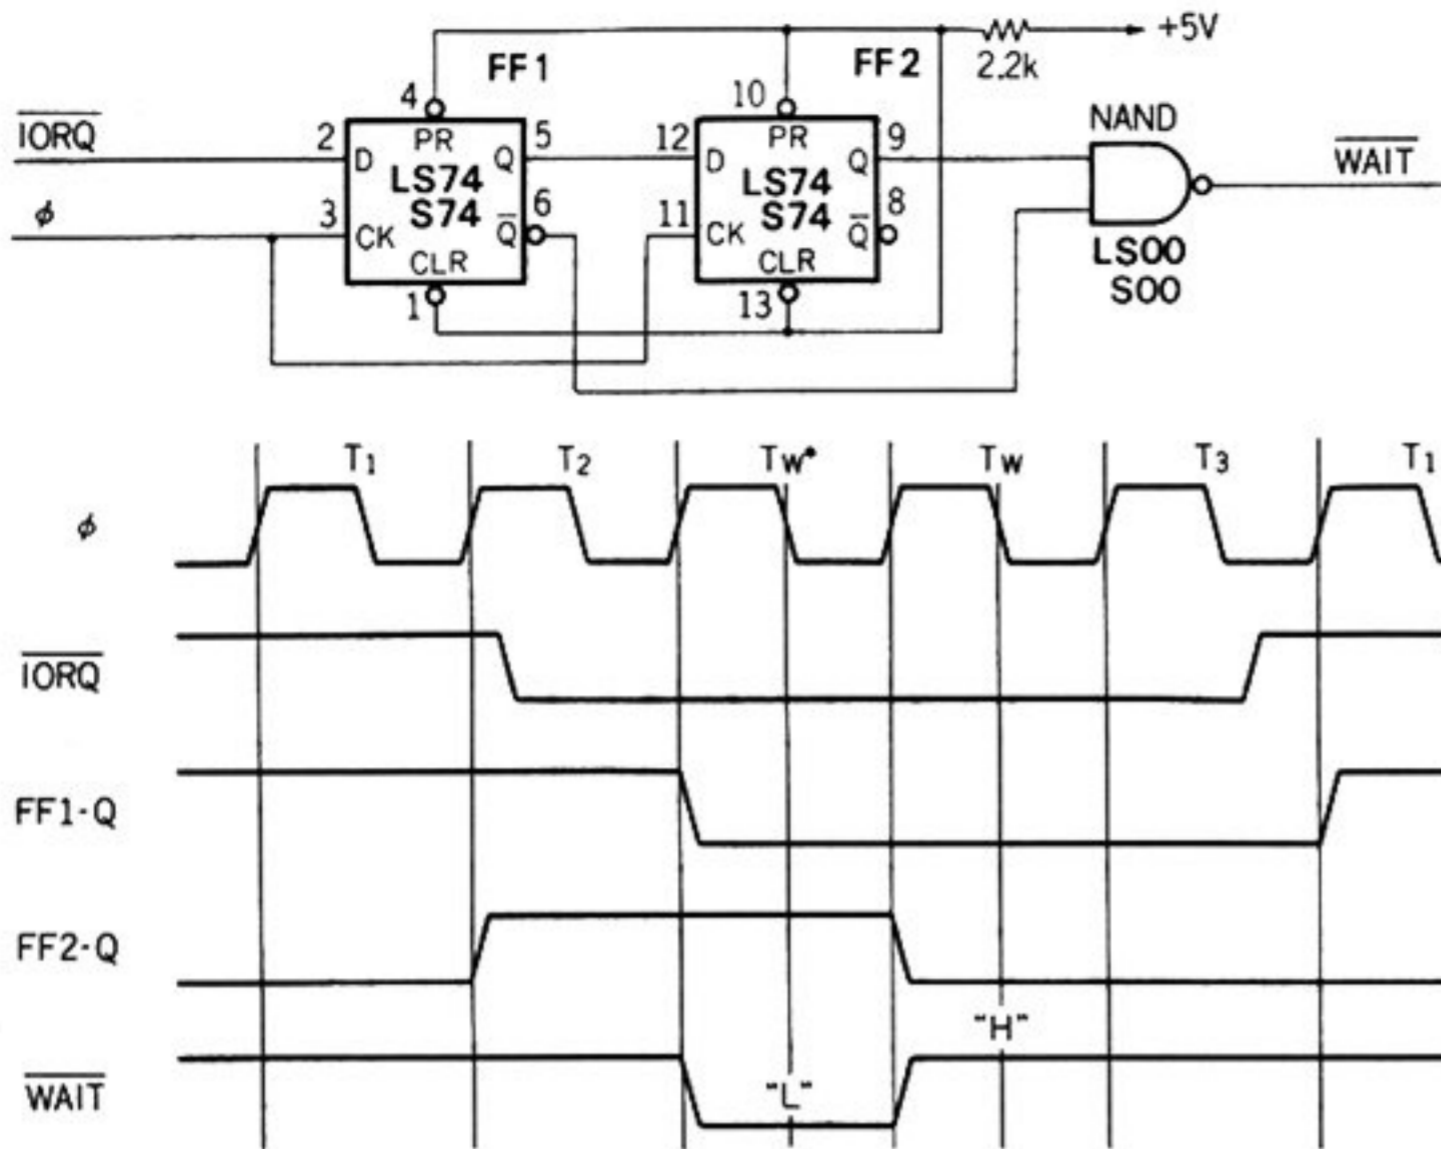 +5V
FF1
FF2
2.2k
4
10
NAND
IORQ
2
PR
5
12
PR
9
WAIT
D
LS74
Q
D
LS74
Q
φ
3
S74
6
11
S74
8
CK
Q
CK
Q
CLR
CLR
LS00
1
13
S00
T1
T2
TW*
TW
T3
T1
φ
IORQ
FF1-Q
FF2-Q
"H"
WAIT
"L"